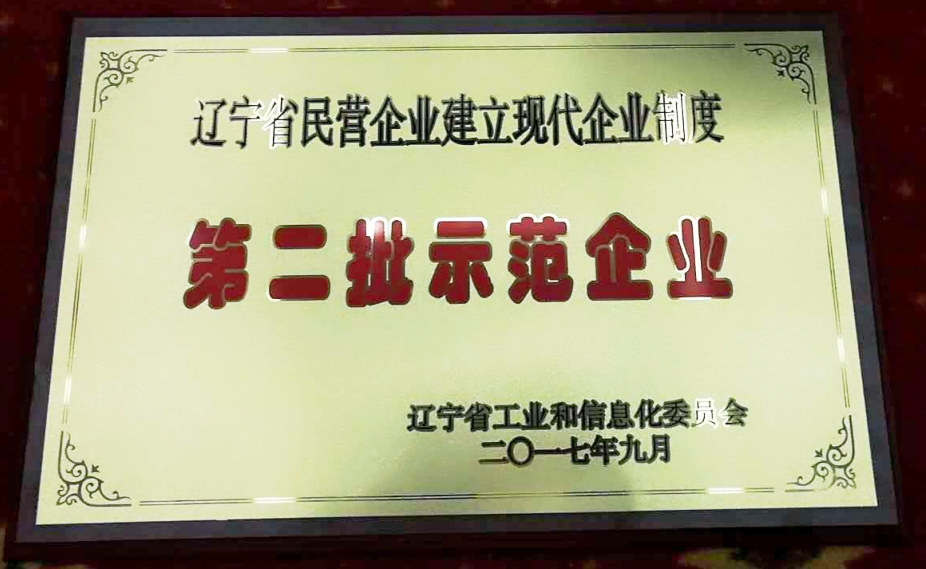 辽宁省民营企业建立现代企业制度
第二批示范企业
辽宁省工业和信息化委员会
二〇一七年九月